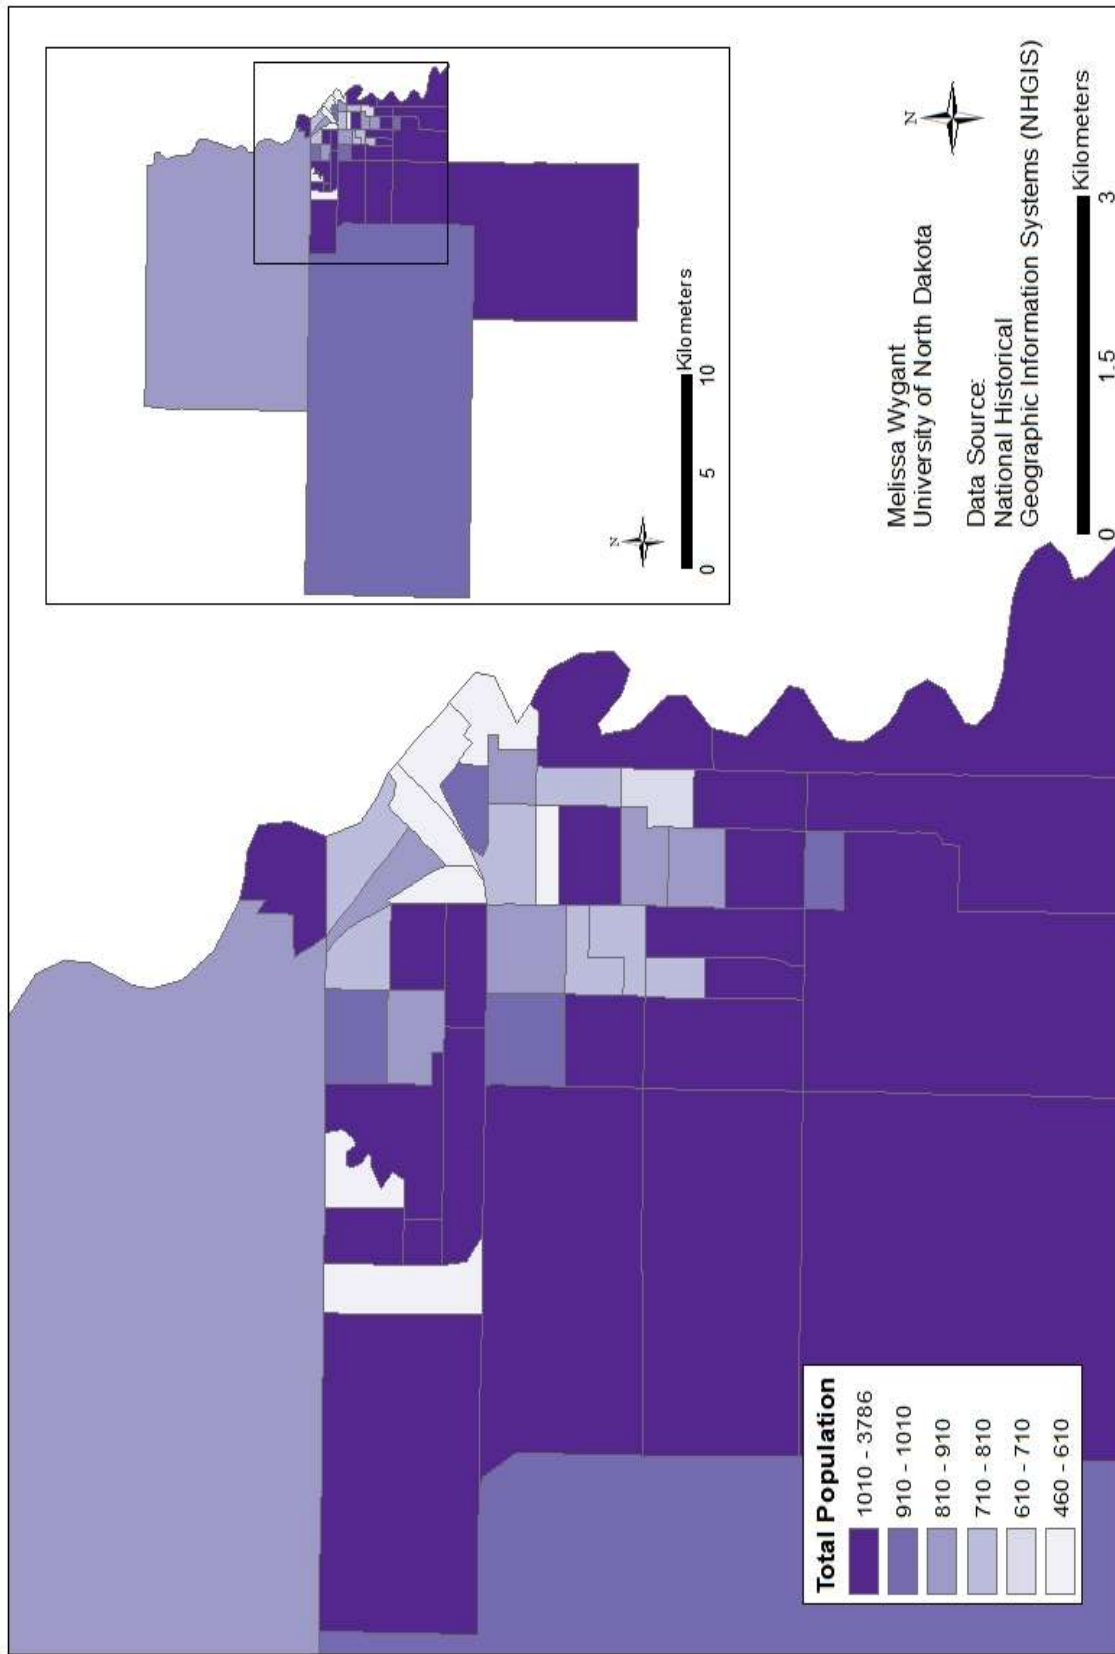 N
0 5 10 Kilometers
N
Melissa Wygant
University of North Dakota
Data Source:
National Historical
Geographic Information Systems (NHGIS)
0 1.5 3 Kilometers
Total Population
1010 - 3786
910 - 1010
810 - 910
710 - 810
610 - 710
460 - 610